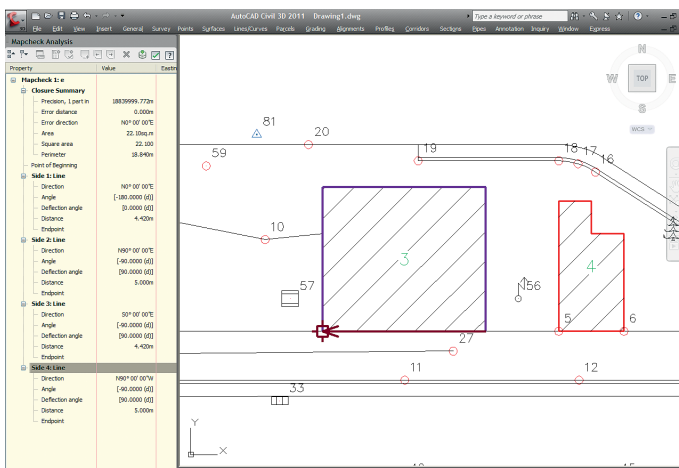 AutoCAD Civil 3D 2011 Drawing1.dwg
Type a keyword or phrase
File Edit View Insert General Survey Points Surfaces Lines/Curves Parcels Grading Alignments Profiles Corridors Sections Pipes Annotation Inquiry Window Express
Mapcheck Analysis
Property Value Eastin
Mapcheck 1: e
Closure Summary
Precision, 1 part in 18839999.772m
Error distance 0.000m
Error direction N0° 00' 00"E
Area 22.10sq.m
Square area 22.100
Perimeter 18.840m
Point of Beginning
Side 1: Line
Direction N0° 00' 00"E
Angle [-180.0000 (d)]
Deflection angle [0.0000 (d)]
Distance 4.420m
Endpoint
Side 2: Line
Direction N90° 00' 00"E
Angle [-90.0000 (d)]
Deflection angle [90.0000 (d)]
Distance 5.000m
Endpoint
Side 3: Line
Direction S0° 00' 00"E
Angle [-90.0000 (d)]
Deflection angle [90.0000 (d)]
Distance 4.420m
Endpoint
Side 4: Line
Direction N90° 00' 00"W
Angle [-90.0000 (d)]
Deflection angle [90.0000 (d)]
Distance 5.000m
Endpoint
N
W TOP E
S
WCS
81
20
59
19
18 17
16
10
3
4
57
56
5 6
27
11
12
33
Y
X